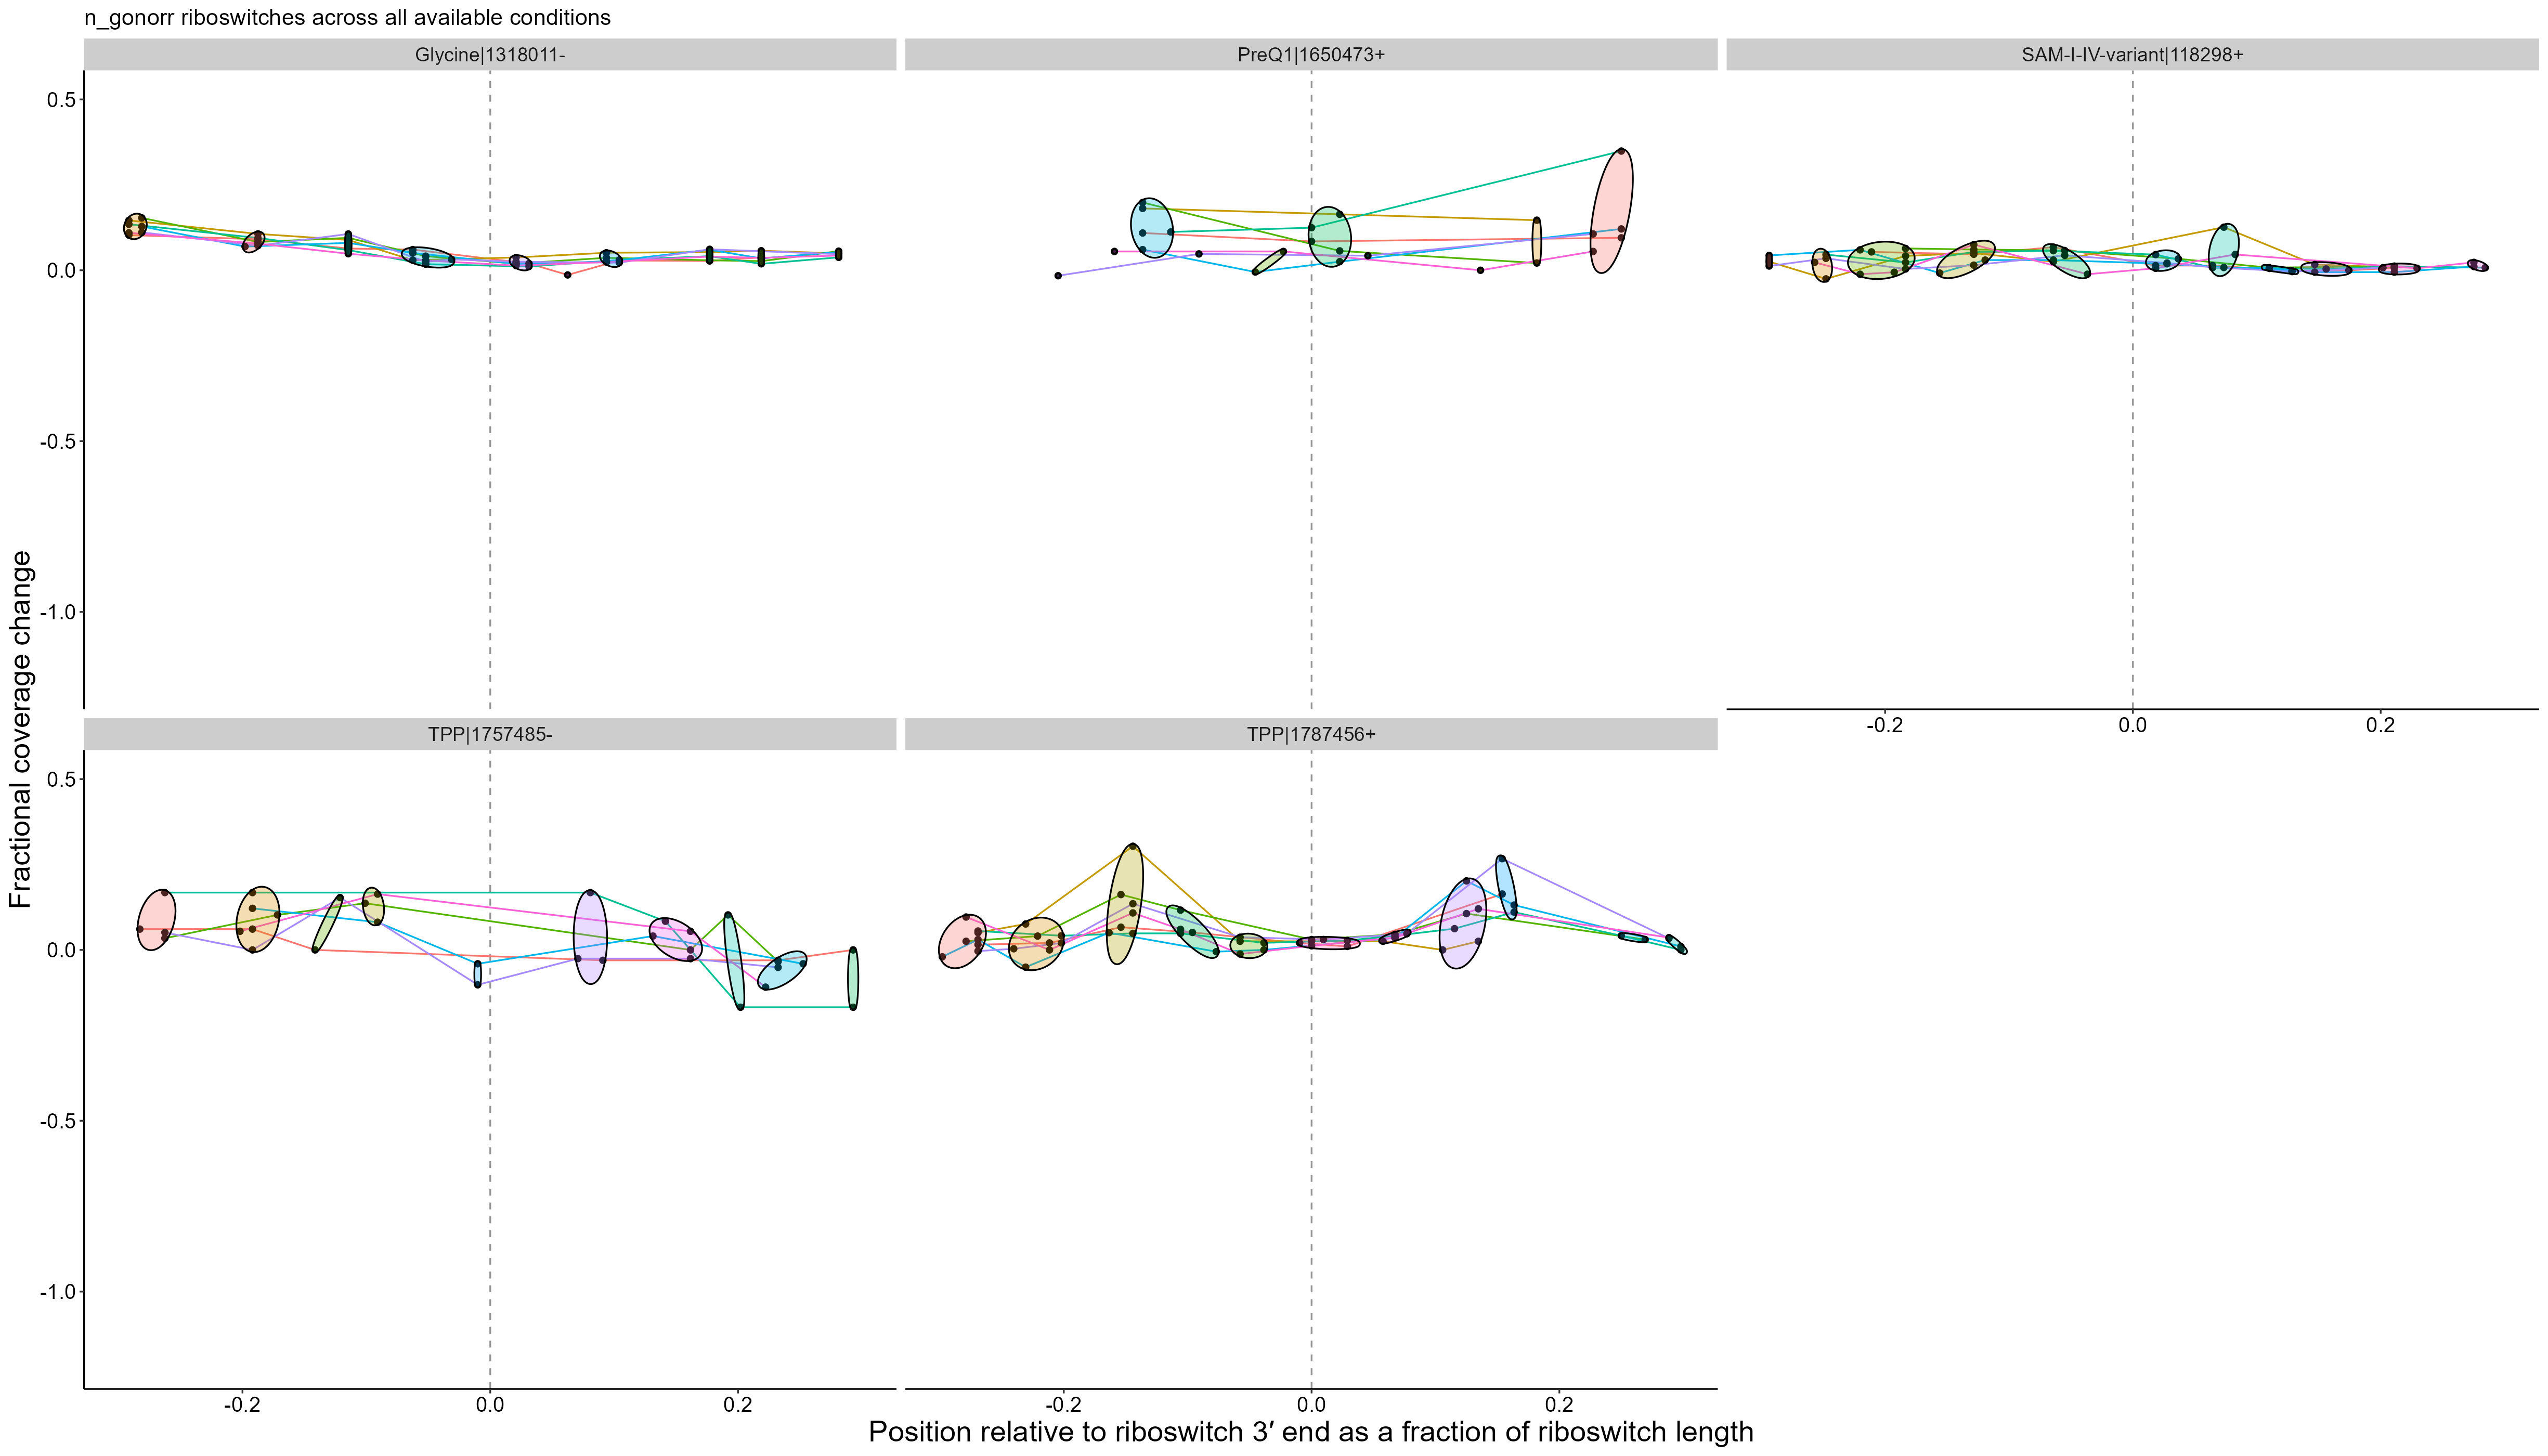 n_gonorr riboswitches across all available conditions
Glycine|1318011-
PreQ1|1650473+
SAM-I-IV-variant|118298+
0.5
0.0
-0.5
-1.0
-0.2 0.0 0.2
TPP|1757485-
TPP|1787456+
0.5
0.0
-0.5
-1.0
-0.2 0.0 0.2
-0.2 0.0 0.2
Fractional coverage change
Position relative to riboswitch 3′ end as a fraction of riboswitch length